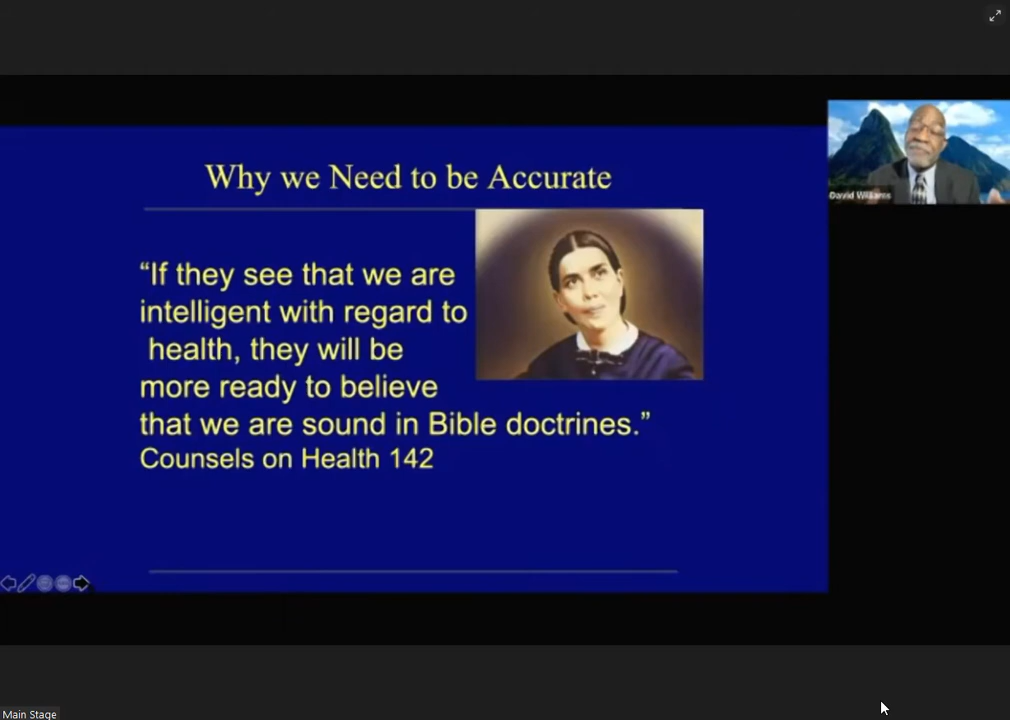 Why we Need to be Accurate
“If they see that we are
intelligent with regard to
health, they will be
more ready to believe
that we are sound in Bible doctrines.”
Counsels on Health 142
David Williams
Main Stage